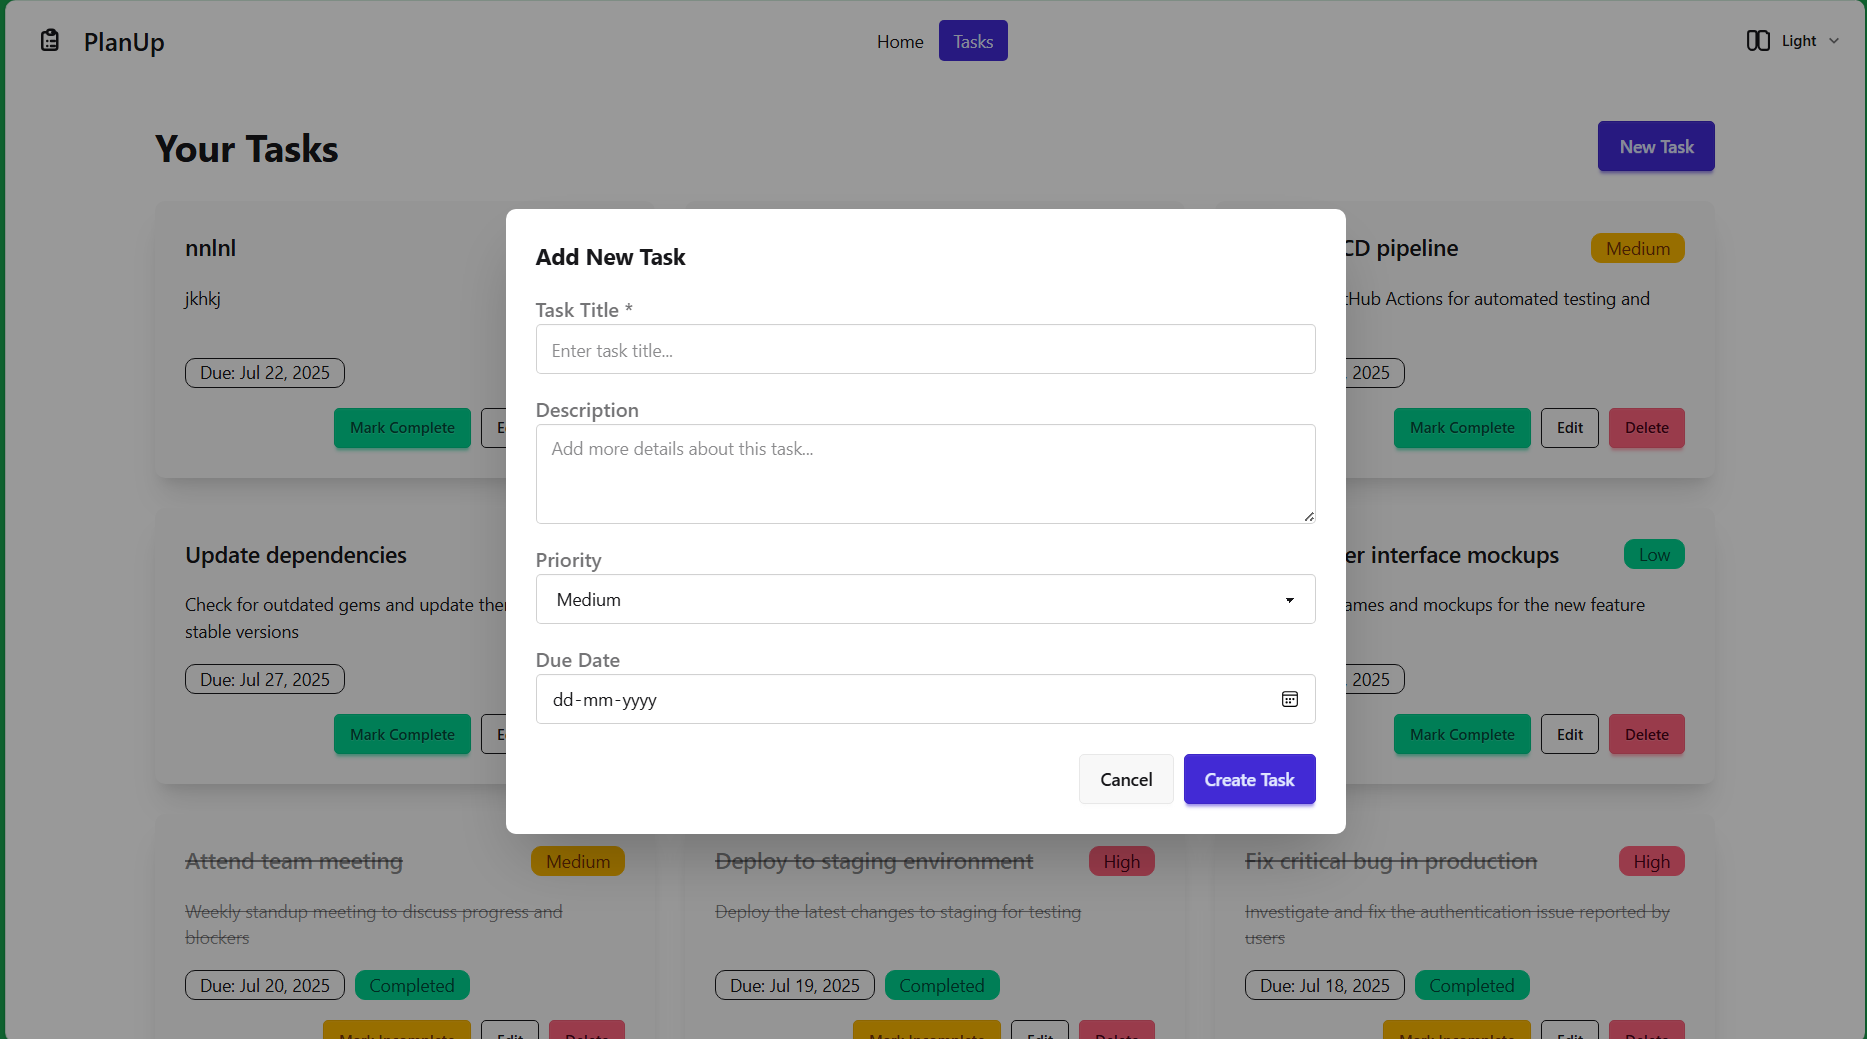 PlanUp
Home
Tasks
Light
Your Tasks
New Task
nnlnl
jkhkj
Due: Jul 22, 2025
Mark Complete
CD pipeline
Medium
Hub Actions for automated testing and
2025
Mark Complete
Edit
Delete
Add New Task
Task Title *
Enter task title...
Description
Add more details about this task...
Priority
Medium
Due Date
dd-mm-yyyy
Cancel
Create Task
Update dependencies
Check for outdated gems and update
stable versions
Due: Jul 27, 2025
Mark Complete
interface mockups
Low
and mockups for the new feature
2025
Mark Complete
Edit
Delete
Attend team meeting
Medium
Weekly standup meeting to discuss progress and
blockers
Due: Jul 20, 2025
Completed
Mark Incomplete
Edit
Delete
Deploy to staging environment
High
Deploy the latest changes to staging for testing
Due: Jul 19, 2025
Completed
Mark Incomplete
Edit
Delete
Fix critical bug in production
High
Investigate and fix the authentication issue reported by
users
Due: Jul 18, 2025
Completed
Mark Incomplete
Edit
Delete